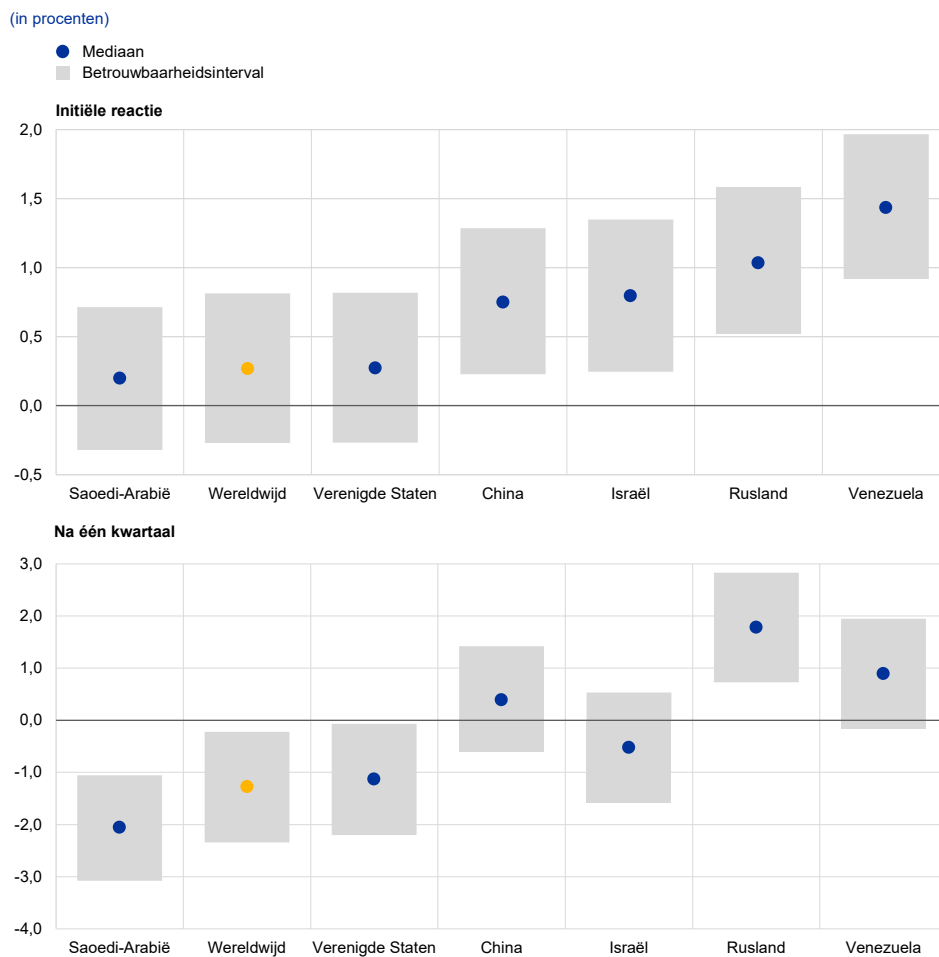 (in procenten)
Mediaan
Betrouwbaarheidsinterval
Initiële reactie
2,0
1,5
1,0
0,5
0,0
-0,5
Saoedi-Arabië Wereldwijd Verenigde Staten China Israël Rusland Venezuela
Na één kwartaal
3,0
2,0
1,0
0,0
-1,0
-2,0
-3,0
-4,0
Saoedi-Arabië Wereldwijd Verenigde Staten China Israël Rusland Venezuela